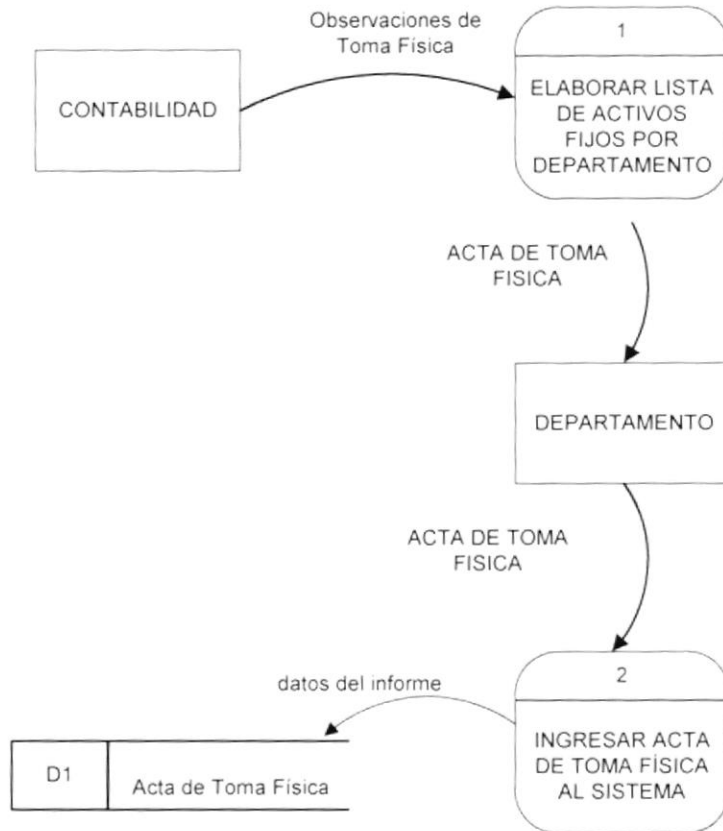 Observaciones de
Toma Física
1
CONTABILIDAD
ELABORAR LISTA
DE ACTIVOS
FIJOS POR
DEPARTAMENTO
ACTA DE TOMA
FISICA
DEPARTAMENTO
ACTA DE TOMA
FISICA
2
datos del informe
INGRESAR ACTA
DE TOMA FÍSICA
AL SISTEMA
D1
Acta de Toma Física